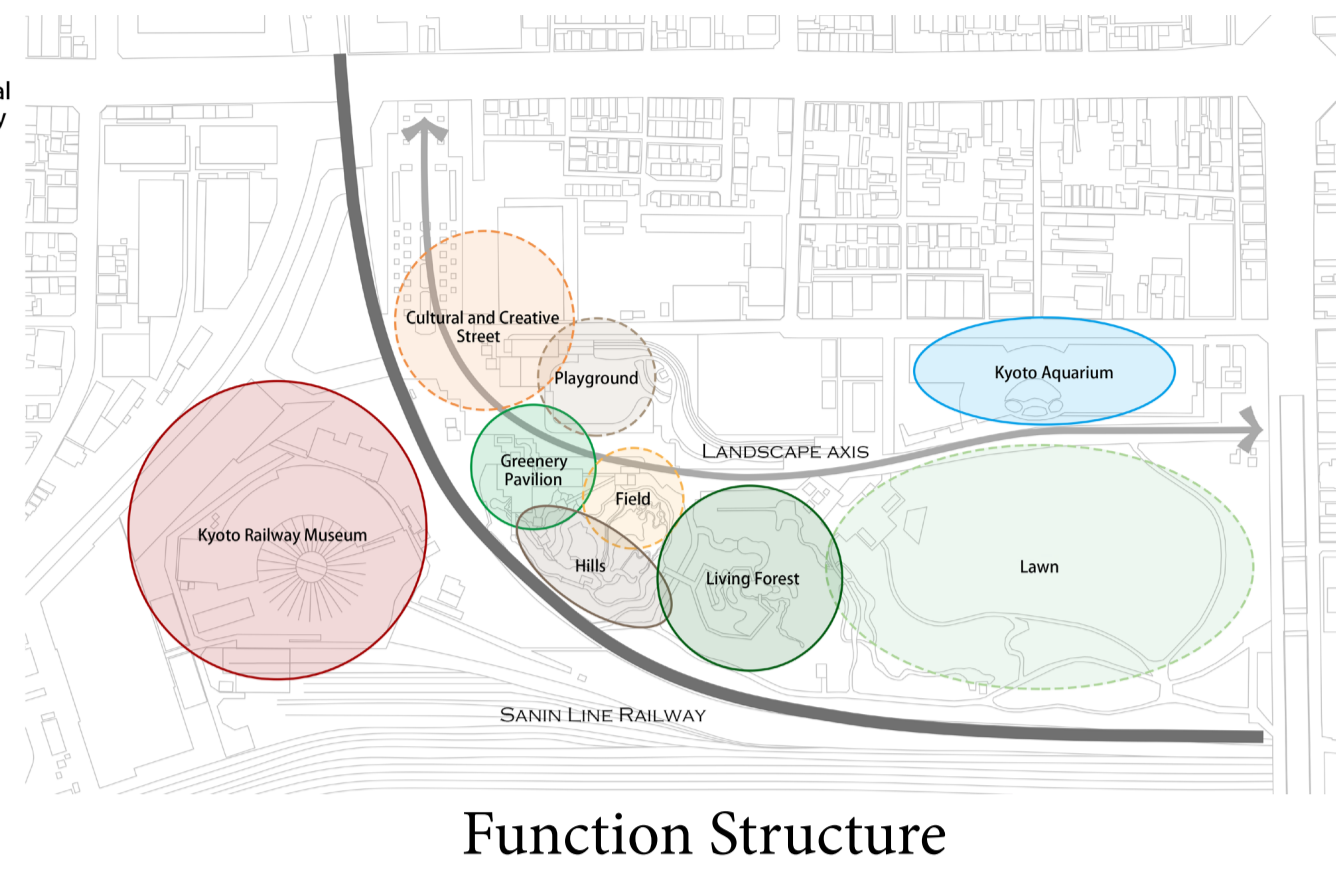 al
y
Cultural and Creative
Street
Playground
Kyoto Aquarium
Landscape axis
Greenery
Pavilion
Field
Kyoto Railway Museum
Hills
Living Forest
Lawn
Sanin Line Railway
Function Structure